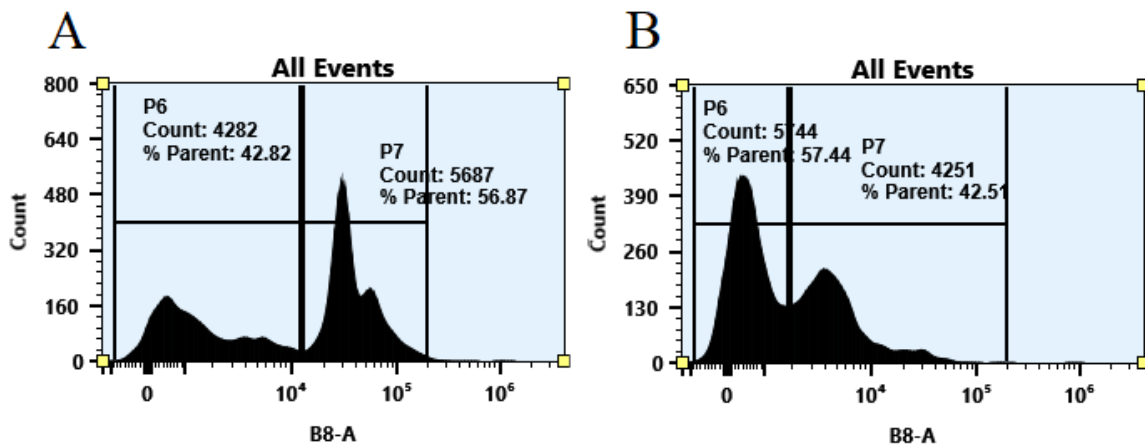 A
All Events
800
640
480
320
160
0
Count
P6
Count: 4282
% Parent: 42.82
P7
Count: 5687
% Parent: 56.87
0
10⁴
10⁵
10⁶
B8-A
B
All Events
650
520
390
260
130
0
Count
P6
Count: 5744
% Parent: 57.44
P7
Count: 4251
% Parent: 42.51
0
10⁴
10⁵
10⁶
B8-A